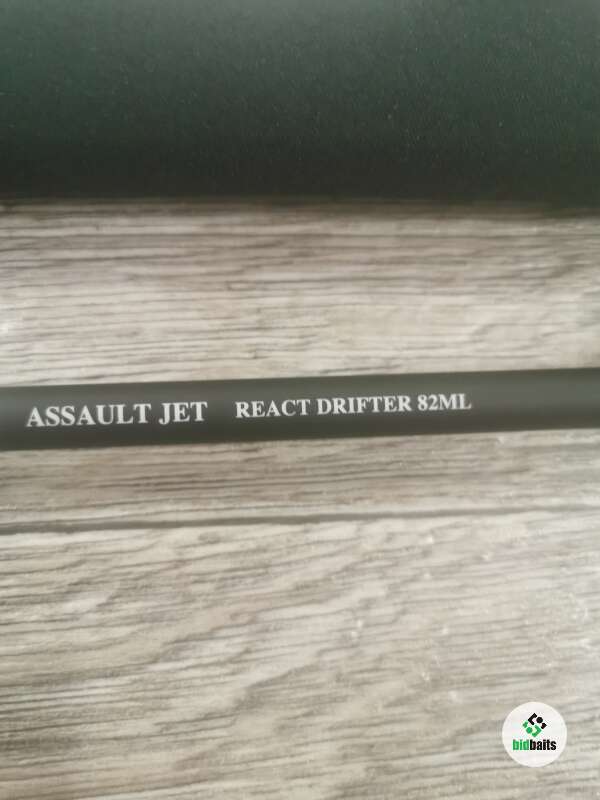 ASSAULT JET REACT DRIFTER 82ML
bidbaits